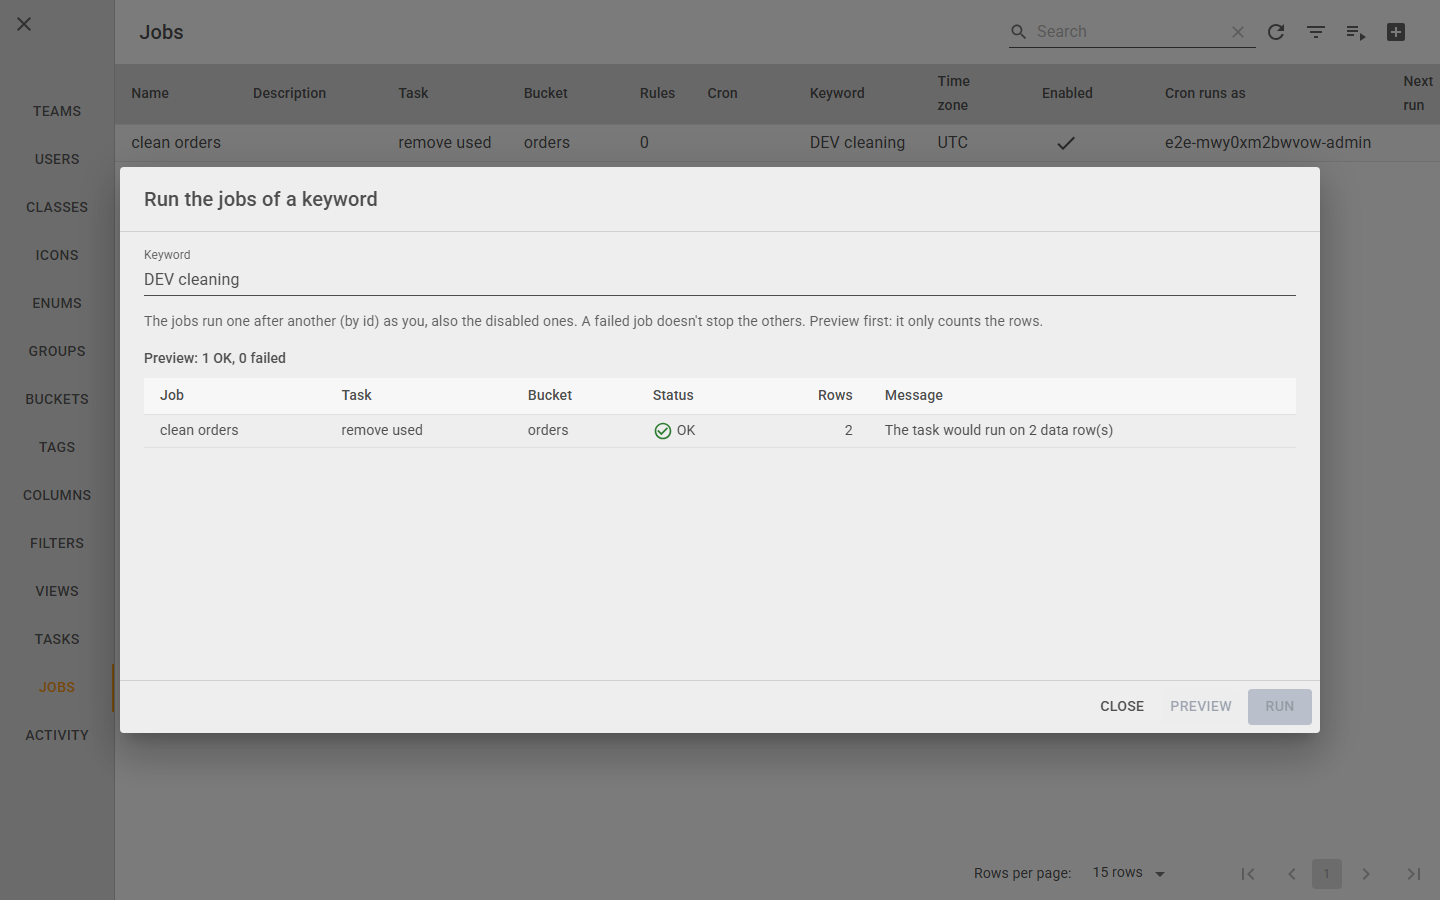 Jobs
Search
TEAMS
USERS
CLASSES
ICONS
ENUMS
GROUPS
BUCKETS
TAGS
COLUMNS
FILTERS
VIEWS
TASKS
JOBS
ACTIVITY
Name Description Task Bucket Rules Cron Keyword Time zone Enabled Cron runs as Next run
clean orders remove used orders 0 DEV cleaning UTC e2e-mwy0xm2bwvow-admin
Run the jobs of a keyword
Keyword
DEV cleaning
The jobs run one after another (by id) as you, also the disabled ones. A failed job doesn't stop the others. Preview first: it only counts the rows.
Preview: 1 OK, 0 failed
Job Task Bucket Status Rows Message
clean orders remove used orders OK 2 The task would run on 2 data row(s)
CLOSE PREVIEW RUN
Rows per page: 15 rows 1